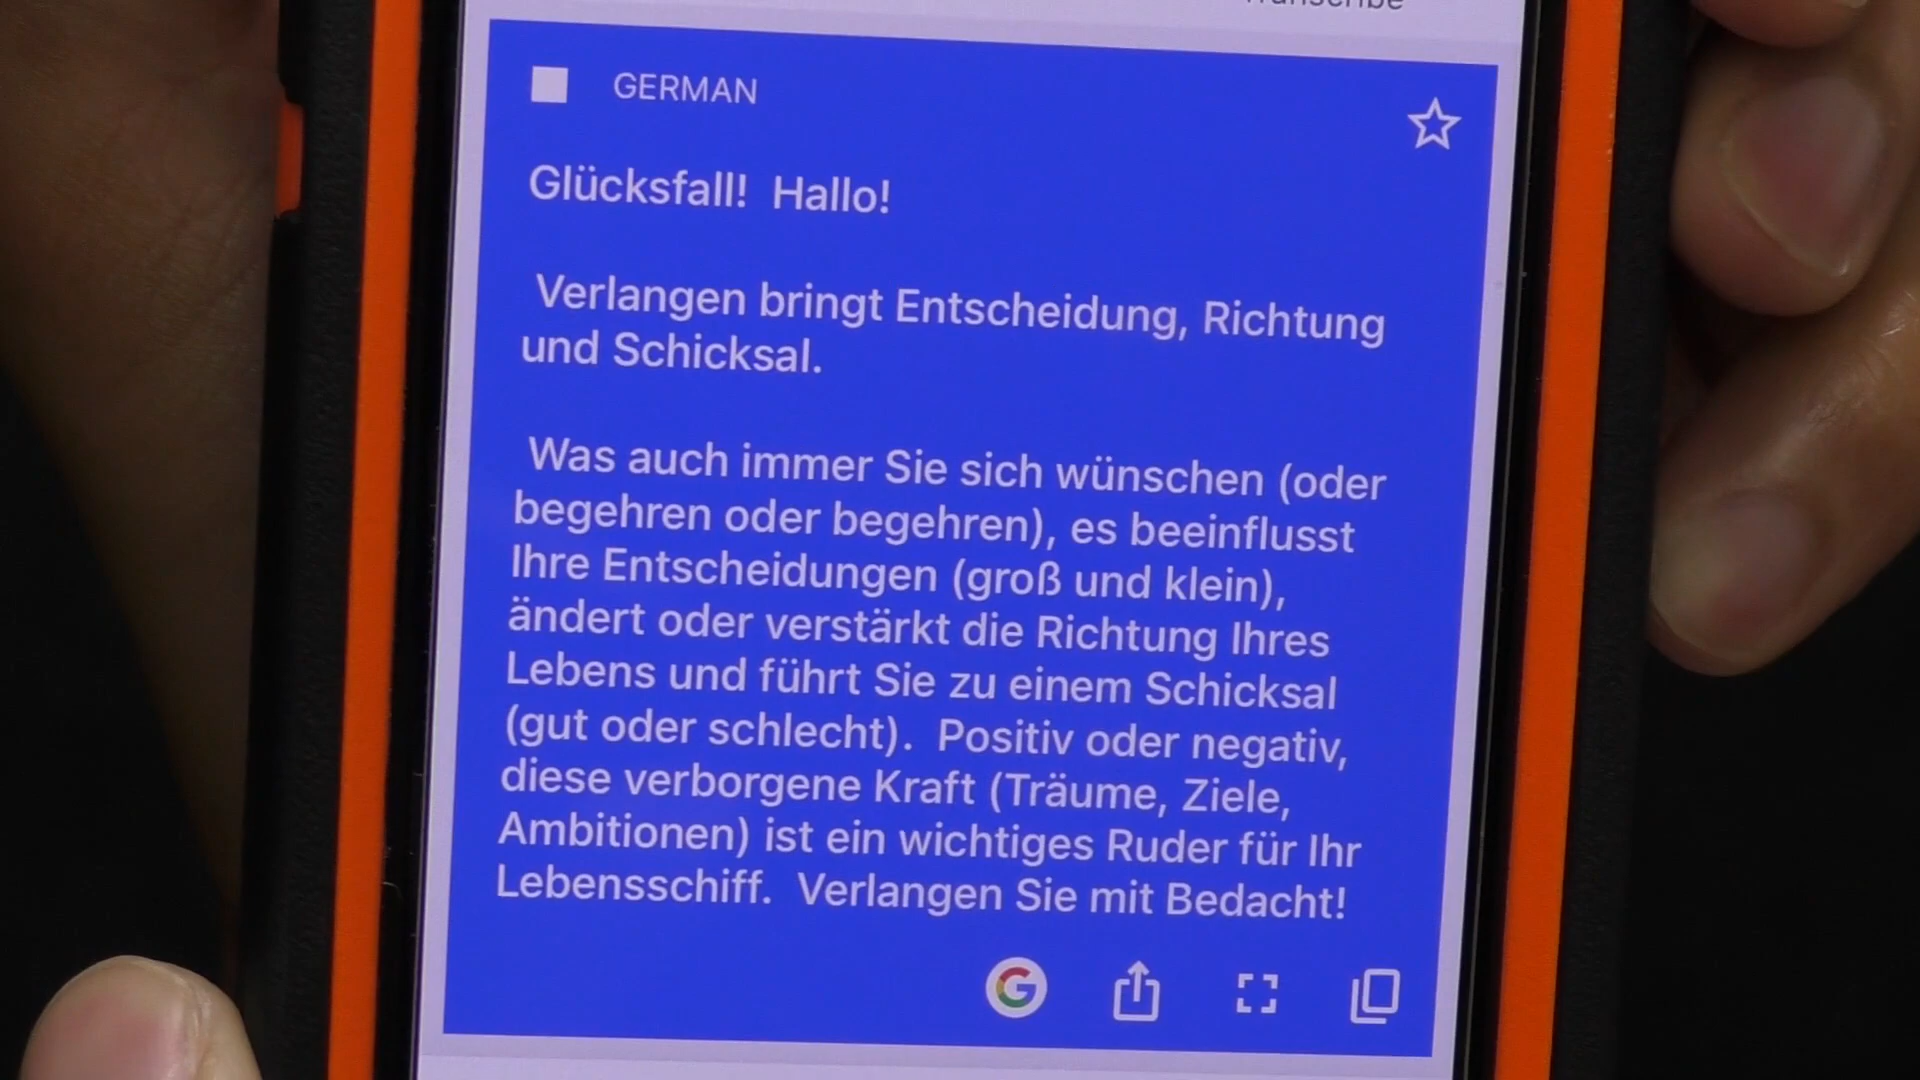 Transcribe
GERMAN
Glücksfall! Hallo!
Verlangen bringt Entscheidung, Richtung
und Schicksal.
Was auch immer Sie sich wünschen (oder
begehren oder begehren), es beeinflusst
Ihre Entscheidungen (groß und klein),
ändert oder verstärkt die Richtung Ihres
Lebens und führt Sie zu einem Schicksal
(gut oder schlecht). Positiv oder negativ,
diese verborgene Kraft (Träume, Ziele,
Ambitionen) ist ein wichtiges Ruder für Ihr
Lebensschiff. Verlangen Sie mit Bedacht!
G